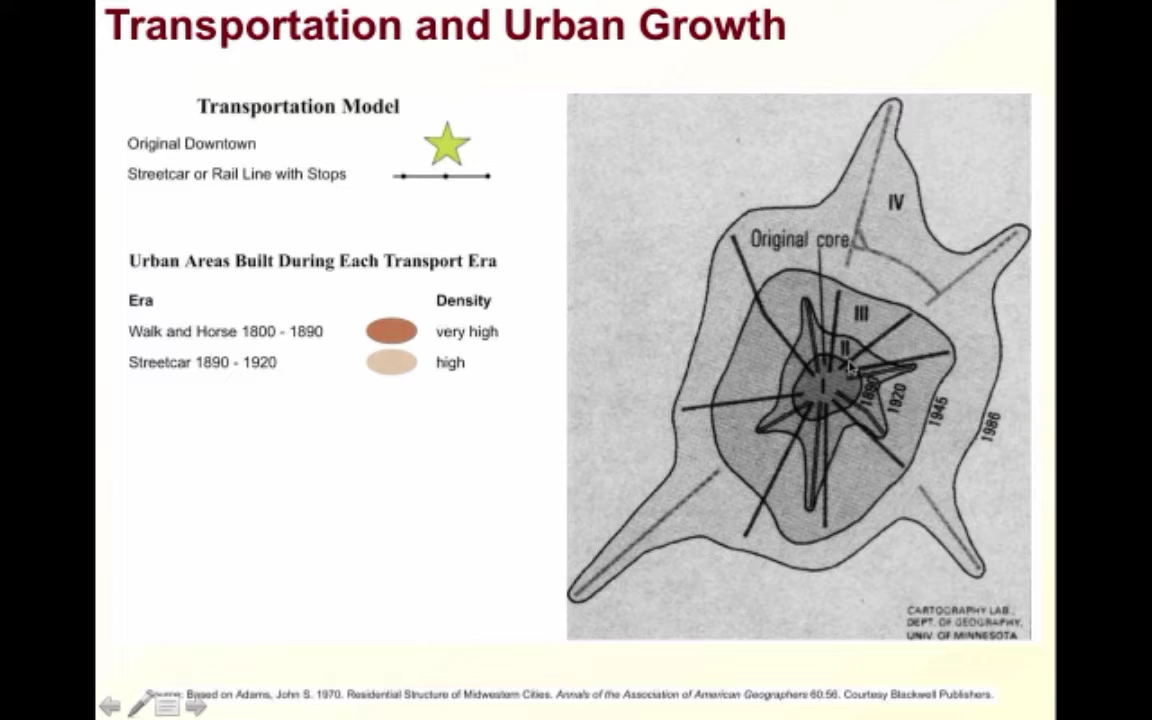 Transportation and Urban Growth
Transportation Model
Original Downtown
Streetcar or Rail Line with Stops
Urban Areas Built During Each Transport Era
Era Density
Walk and Horse 1800 - 1890 very high
Streetcar 1890 - 1920 high
IV
Original core
III
II
I
1890
1920
1945
1986
CARTOGRAPHY LAB.
DEPT. OF GEOGRAPHY,
UNIV. OF MINNESOTA
Source: Based on Adams, John S. 1970. Residential Structure of Midwestern Cities. Annals of the Association of American Geographers 60:56. Courtesy Blackwell Publishers.